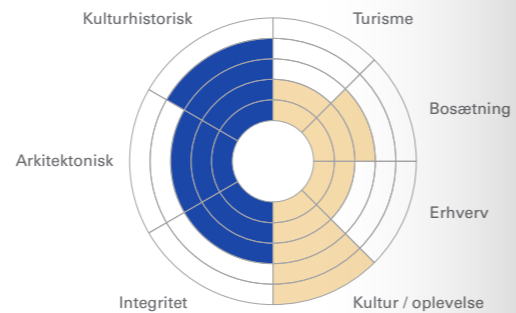 Kulturhistorisk
Turisme
Bosætning
Arkitektonisk
Erhverv
Integritet
Kultur / oplevelse